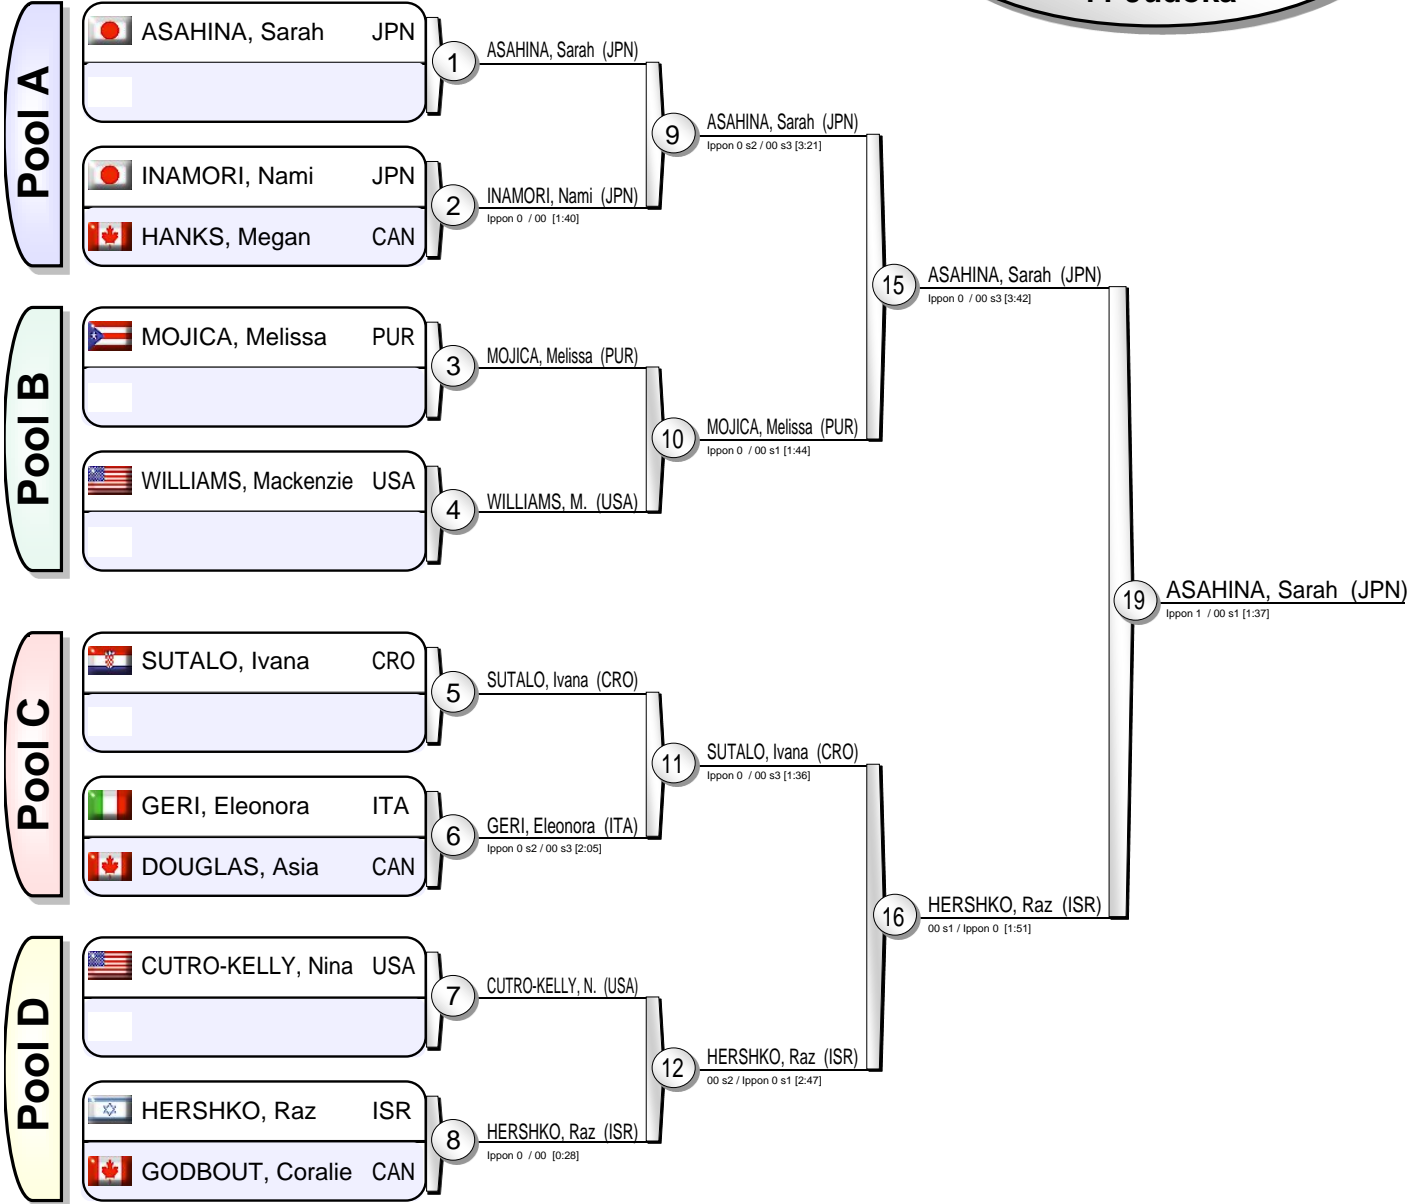 Pool A
ASAHINA, Sarah JPN
1
INAMORI, Nami JPN
HANKS, Megan CAN
2
Pool B
MOJICA, Melissa PUR
3
WILLIAMS, Mackenzie USA
4
Pool C
SUTALO, Ivana CRO
5
GERI, Eleonora ITA
DOUGLAS, Asia CAN
6
Pool D
CUTRO-KELLY, Nina USA
7
HERSHKO, Raz ISR
GODBOUT, Coralie CAN
8
ASAHINA, Sarah (JPN)
INAMORI, Nami (JPN)
Ippon 0 / 00 [1:40]
9
MOJICA, Melissa (PUR)
WILLIAMS, M. (USA)
10
SUTALO, Ivana (CRO)
GERI, Eleonora (ITA)
Ippon 0 s2 / 00 s3 [2:05]
11
CUTRO-KELLY, N. (USA)
HERSHKO, Raz (ISR)
Ippon 0 / 00 [0:28]
12
ASAHINA, Sarah (JPN)
Ippon 0 s2 / 00 s3 [3:21]
MOJICA, Melissa (PUR)
Ippon 0 / 00 s1 [1:44]
15
SUTALO, Ivana (CRO)
Ippon 0 / 00 s3 [1:36]
HERSHKO, Raz (ISR)
00 s2 / Ippon 0 s1 [2:47]
16
ASAHINA, Sarah (JPN)
Ippon 0 / 00 s3 [3:42]
HERSHKO, Raz (ISR)
00 s1 / Ippon 0 [1:51]
19
ASAHINA, Sarah (JPN)
Ippon 1 / 00 s1 [1:37]